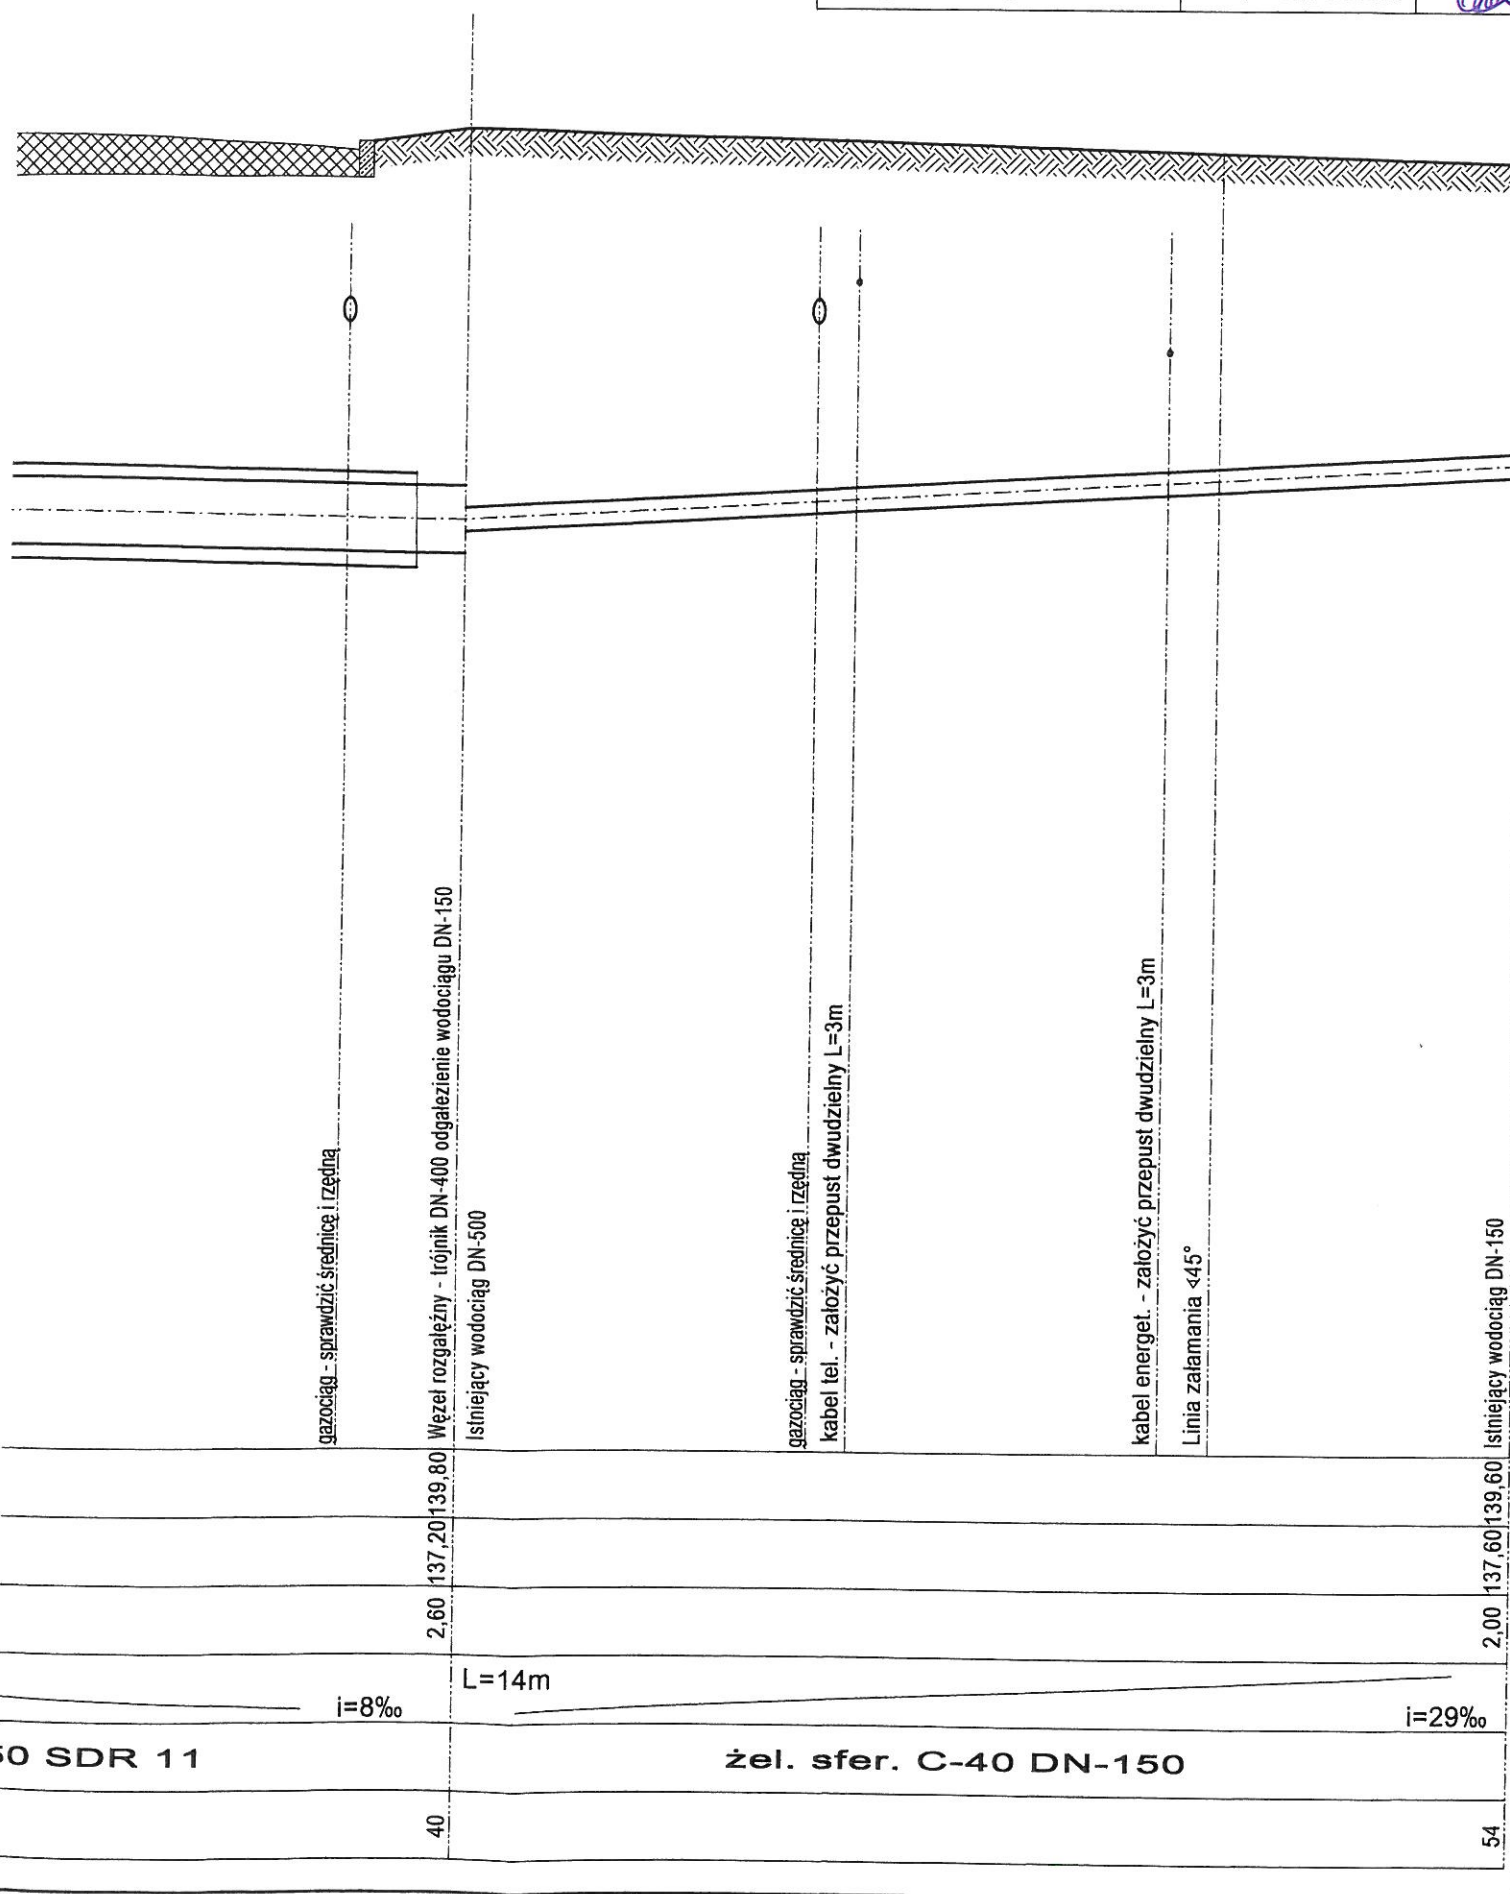 gazociąg - sprawdzić średnicę i rzędną
Węzeł rozgałęźny - trójnik DN-400 odgałezienie wodociągu DN-150
Istniejący wodociąg DN-500
gazociąg - sprawdzić średnicę i rzędną
kabel tel. - założyć przepust dwudzielny L=3m
kabel energet. - założyć przepust dwudzielny L=3m
Linia załamania ∢45°
Istniejący wodociąg DN-150
139,80
139,60
137,20
137,60
2,60
2,00
L=14m
i=8‰
i=29‰
50 SDR 11
żel. sfer. C-40 DN-150
40
54